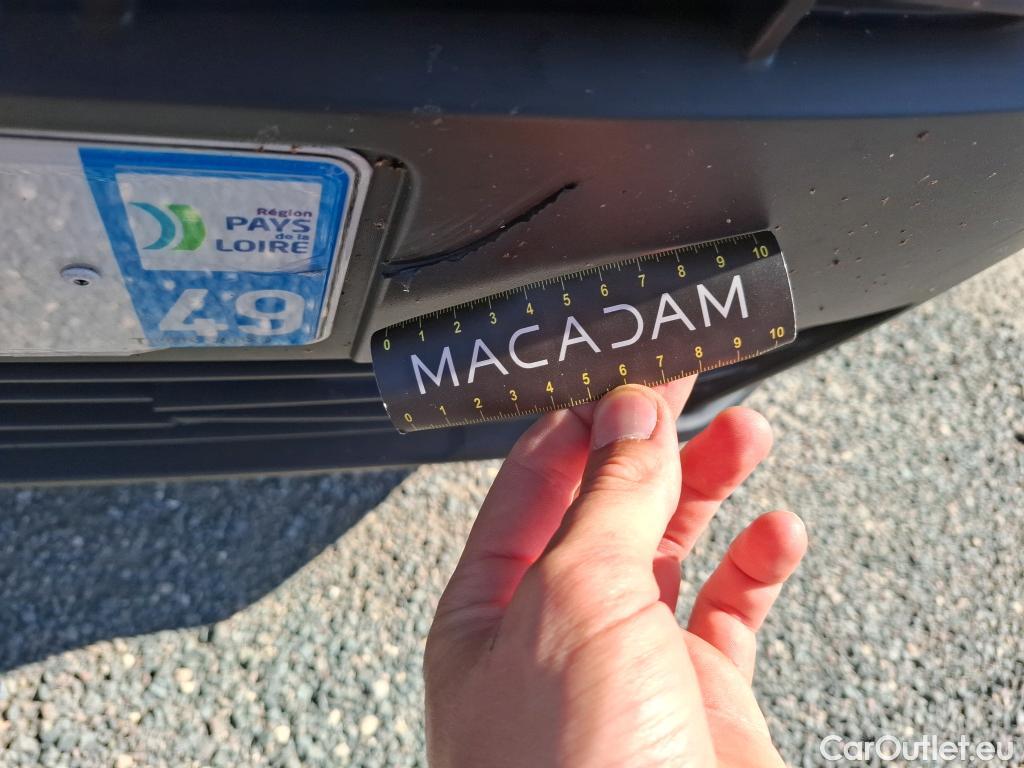 Région
PAYS
de la
LOIRE
49
0 1 2 3 4 5 6 7 8 9 10
MACADAM
0 1 2 3 4 5 6 7 8 9 10
CarOutlet.eu